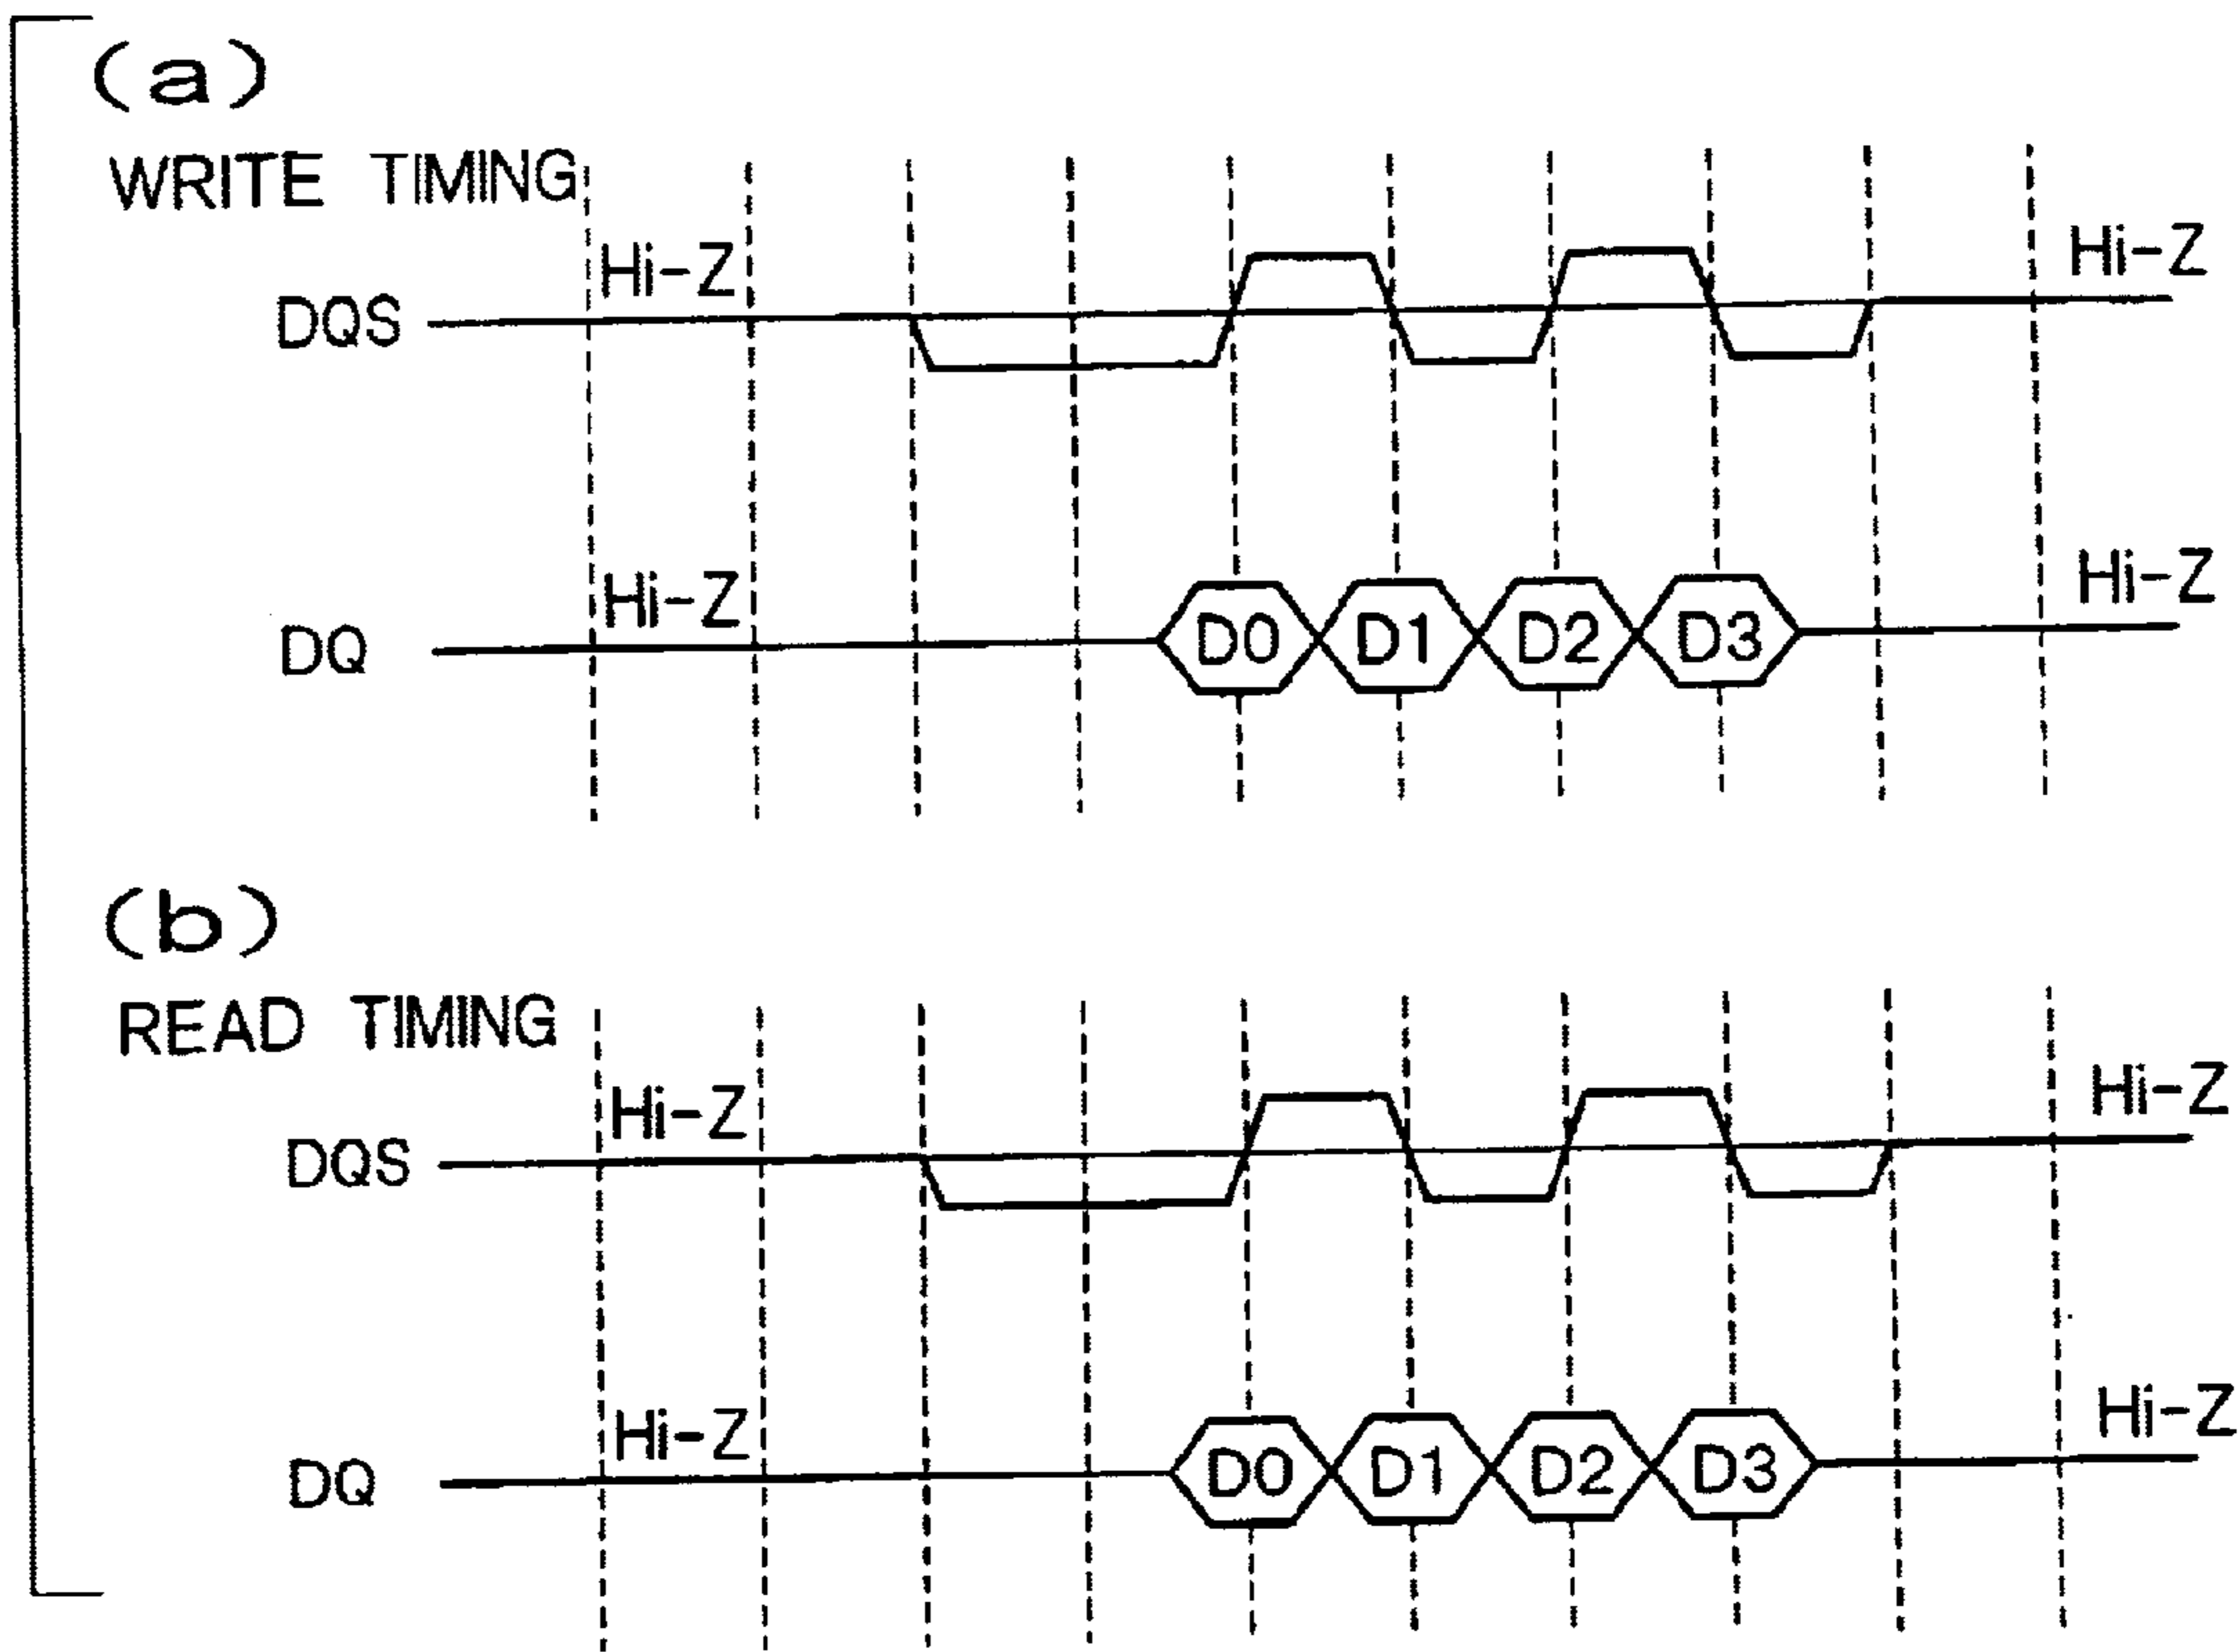 (a)
WRITE TIMING
Hi-Z Hi-Z
DQS
Hi-Z Hi-Z
DQ D0 D1 D2 D3
(b)
READ TIMING
Hi-Z Hi-Z
DQS
Hi-Z Hi-Z
DQ D0 D1 D2 D3